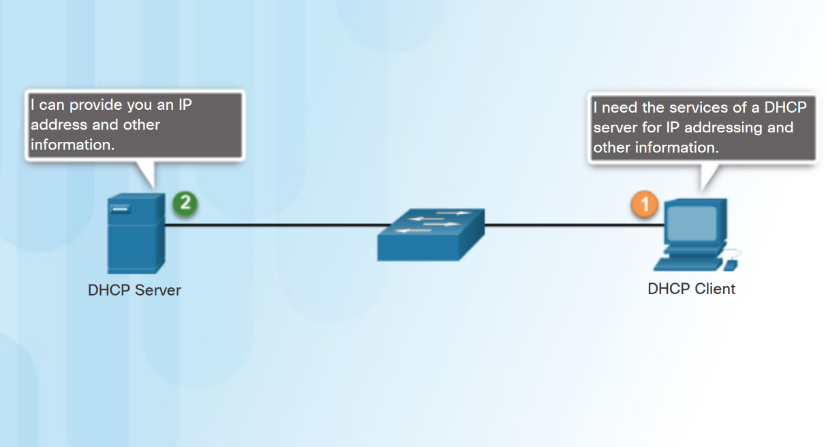 I can provide you an IP
address and other
information.
I need the services of a DHCP
server for IP addressing and
other information.
2
1
DHCP Server
DHCP Client